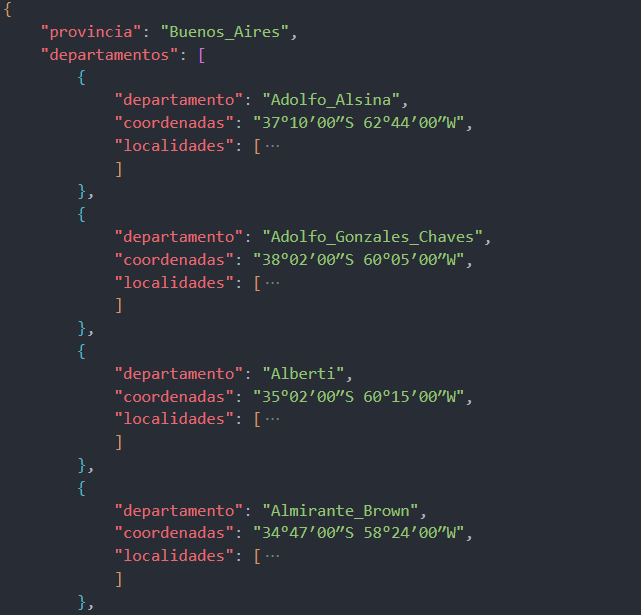 {
"provincia": "Buenos_Aires",
"departamentos": [
{
"departamento": "Adolfo_Alsina",
"coordenadas": "37º10’00”S 62º44’00”W",
"localidades": [ ⋯
]
},
{
"departamento": "Adolfo_Gonzales_Chaves",
"coordenadas": "38º02’00”S 60º05’00”W",
"localidades": [ ⋯
]
},
{
"departamento": "Alberti",
"coordenadas": "35º02’00”S 60º15’00”W",
"localidades": [ ⋯
]
},
{
"departamento": "Almirante_Brown",
"coordenadas": "34º47’00”S 58º24’00”W",
"localidades": [ ⋯
]
},